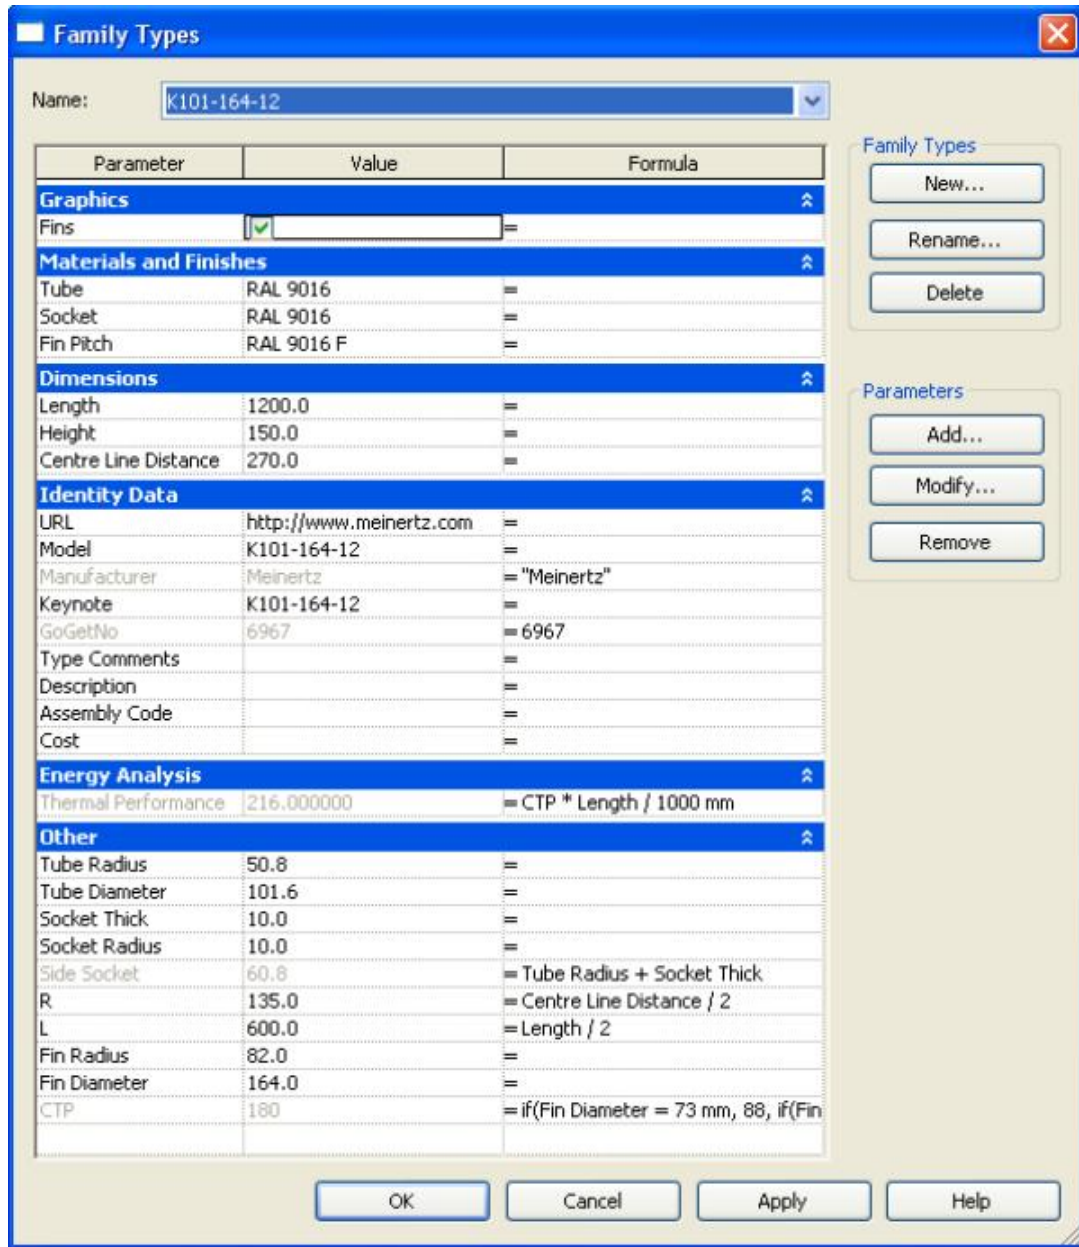 Family Types
Name: K101-164-12
Parameter Value Formula
Graphics
Fins =
Materials and Finishes
Tube RAL 9016 =
Socket RAL 9016 =
Fin Pitch RAL 9016 F =
Dimensions
Length 1200.0 =
Height 150.0 =
Centre Line Distance 270.0 =
Identity Data
URL http://www.meinertz.com =
Model K101-164-12 =
Manufacturer Meinertz = "Meinertz"
Keynote K101-164-12 =
GoGetNo 6967 = 6967
Type Comments =
Description =
Assembly Code =
Cost =
Energy Analysis
Thermal Performance 216.000000 = CTP * Length / 1000 mm
Other
Tube Radius 50.8 =
Tube Diameter 101.6 =
Socket Thick 10.0 =
Socket Radius 10.0 =
Side Socket 60.8 = Tube Radius + Socket Thick
R 135.0 = Centre Line Distance / 2
L 600.0 = Length / 2
Fin Radius 82.0 =
Fin Diameter 164.0 =
CTP 180 = if(Fin Diameter = 73 mm, 88, if(Fin
Family Types
New...
Rename...
Delete
Parameters
Add...
Modify...
Remove
OK Cancel Apply Help